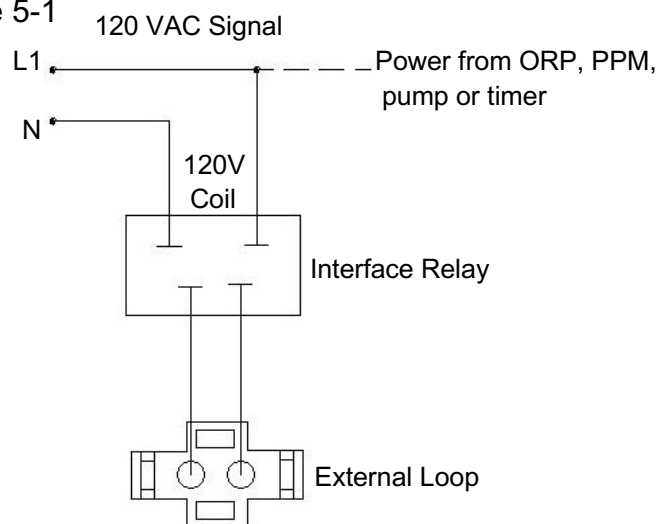 5-1
120 VAC Signal
L1
Power from ORP, PPM,
pump or timer
N
120V
Coil
Interface Relay
External Loop